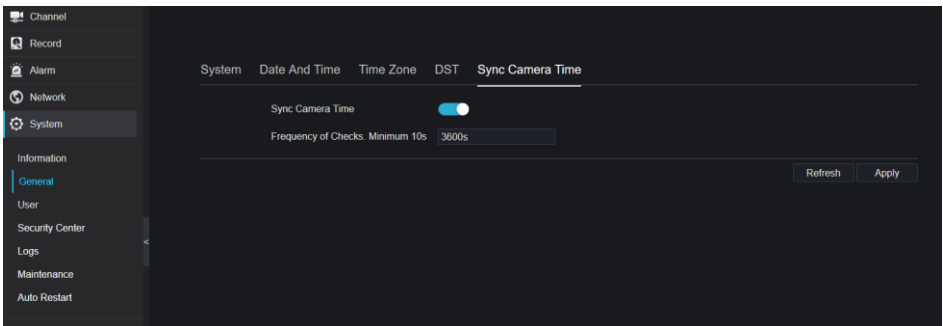 Channel
Record
Alarm
Network
System
Information
General
User
Security Center
Logs
Maintenance
Auto Restart
<
System Date And Time Time Zone DST Sync Camera Time
Sync Camera Time
Frequency of Checks. Minimum 10s 3600s
Refresh Apply